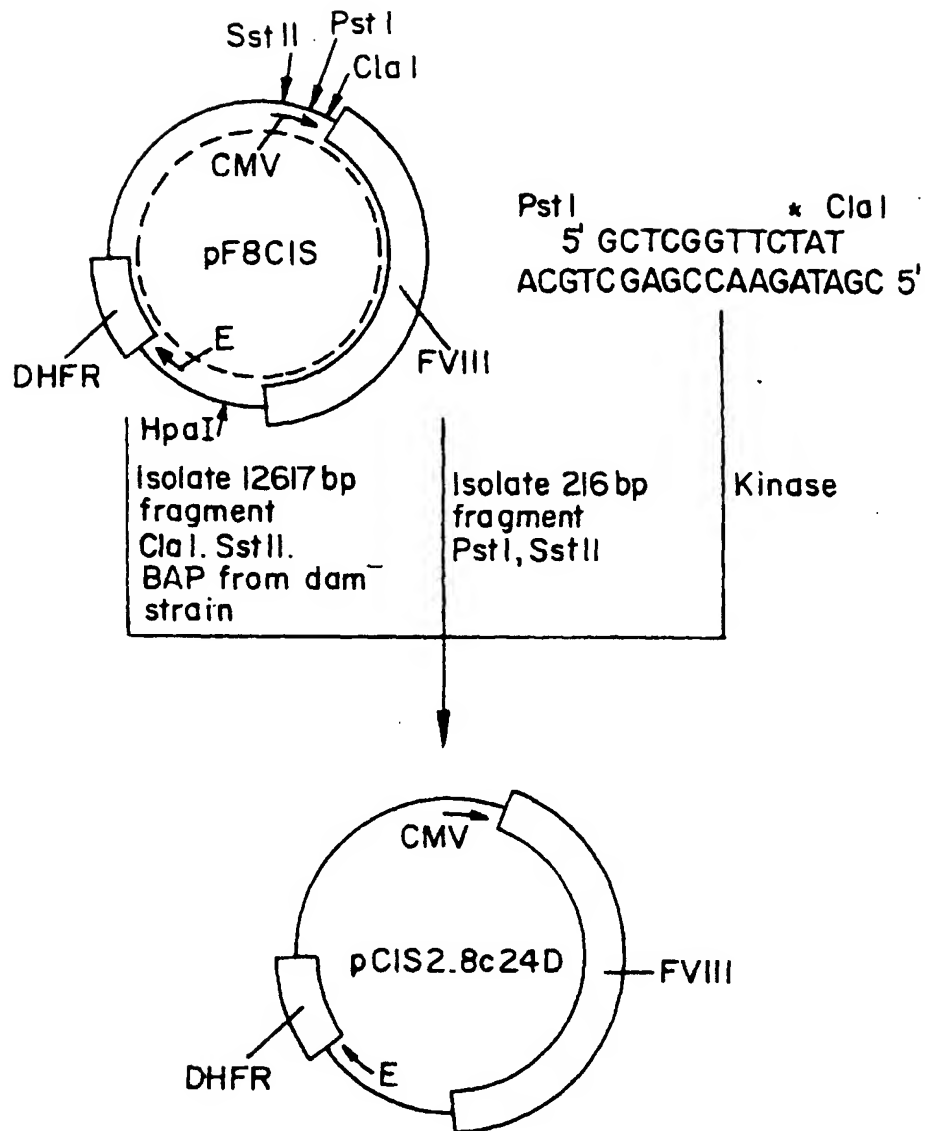 Sst II
Pst I
Cla I
CMV
pF8CIS
DHFR
E
FVIII
HpaI
Pst I * Cla I
5' GCTCGGTTCTAT
ACGTCGAGCCAAGATAGC 5'
Isolate 12617 bp
fragment
Cla I. Sst II.
BAP from dam⁻
strain
Isolate 216 bp
fragment
Pst I, Sst II
Kinase
CMV
pCIS2.8c24D
FVIII
DHFR
E